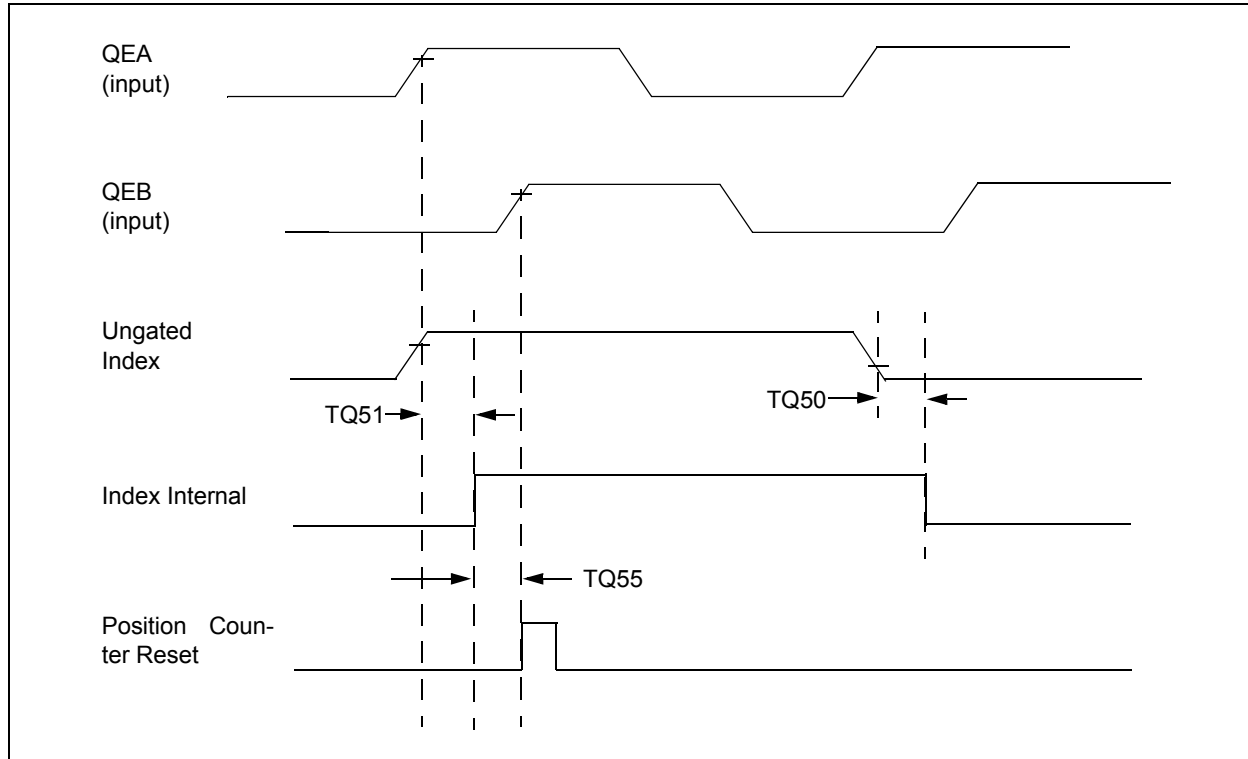 QEA
(input)
QEB
(input)
Ungated
Index
TQ51
TQ50
Index Internal
TQ55
Position Coun-
ter Reset